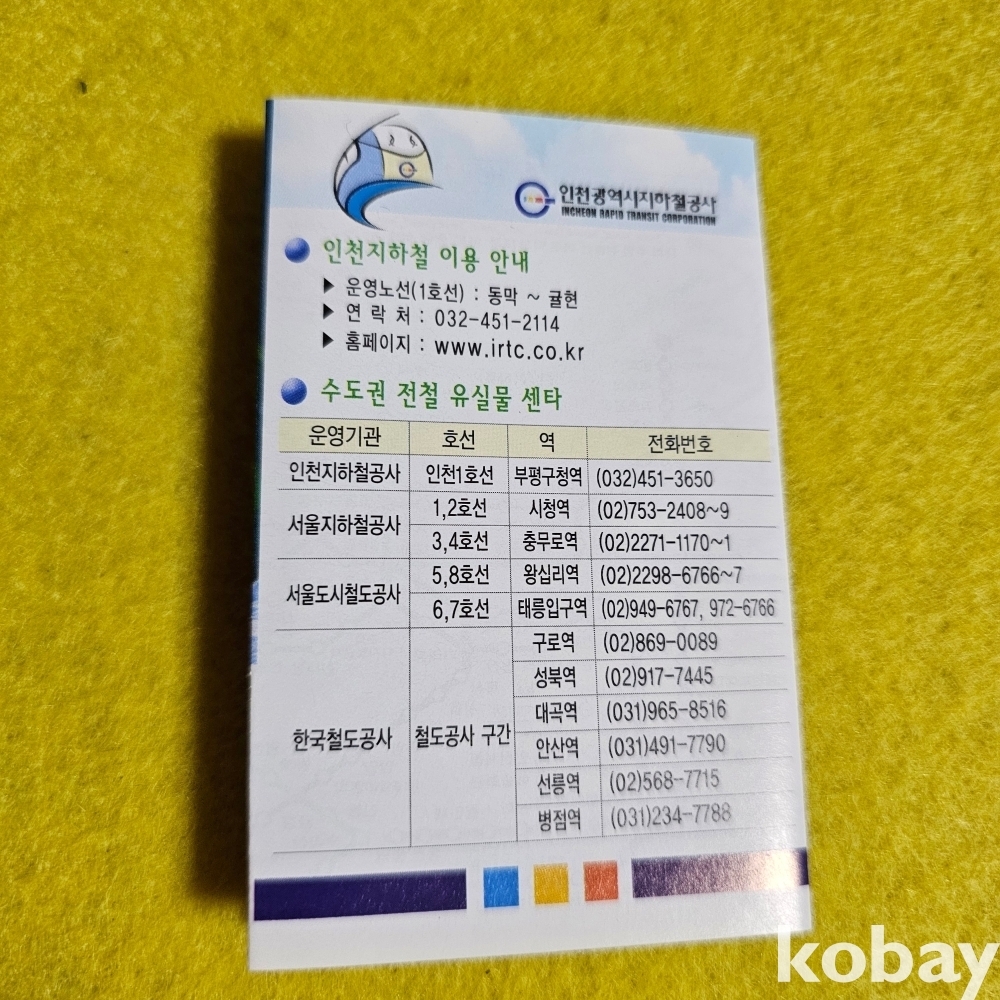 인천광역시지하철공사
INCHEON RAPID TRANSIT CORPORATION
인천지하철 이용 안내
▶ 운영노선(1호선) : 동막 ~ 귤현
▶ 연 락 처 : 032-451-2114
▶ 홈페이지 : www.irtc.co.kr
수도권 전철 유실물 센타
운영기관 호선 역 전화번호
인천지하철공사 인천1호선 부평구청역 (032)451-3650
서울지하철공사 1,2호선 시청역 (02)753-2408~9
3,4호선 충무로역 (02)2271-1170~1
서울도시철도공사 5,8호선 왕십리역 (02)2298-6766~7
6,7호선 태릉입구역 (02)949-6767, 972-6766
한국철도공사 철도공사 구간 구로역 (02)869-0089
성북역 (02)917-7445
대곡역 (031)965-8516
안산역 (031)491-7790
선릉역 (02)568-7715
병점역 (031)234-7788
kobay